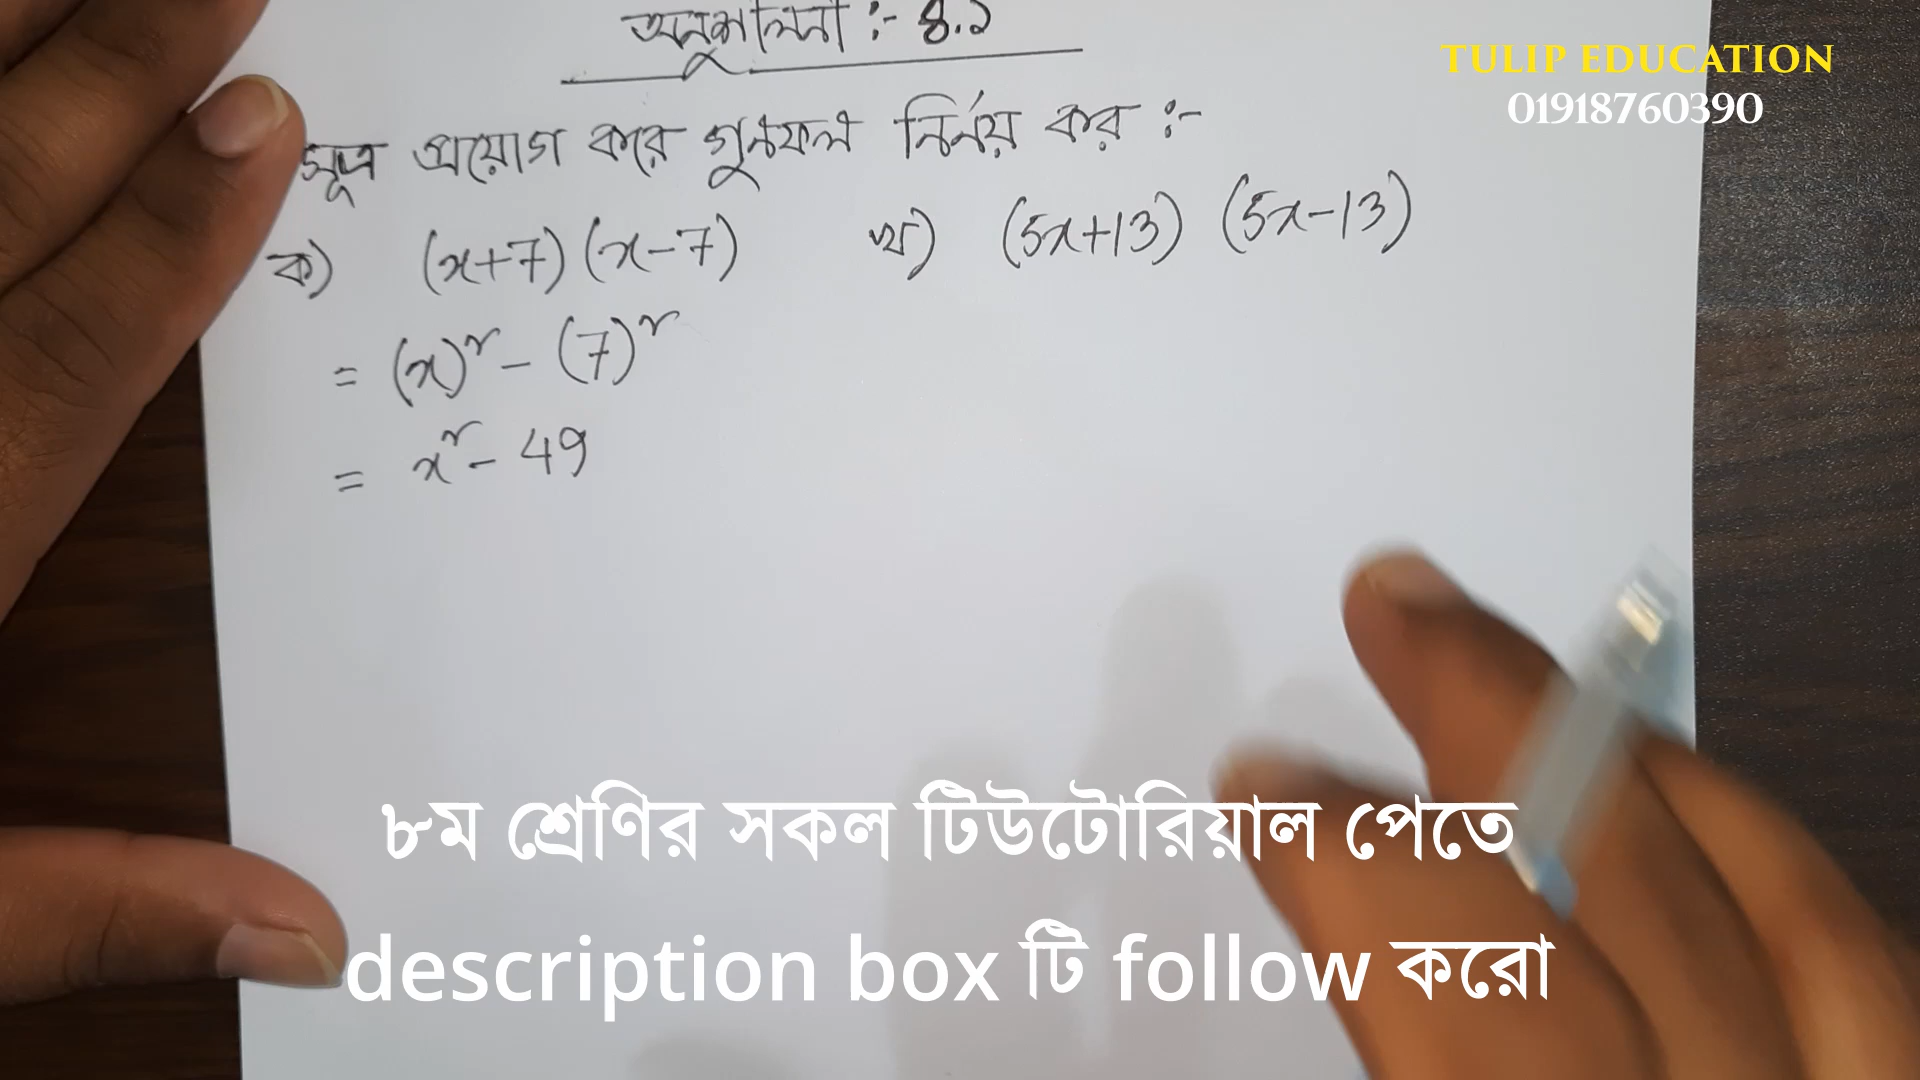 অনুশীলনী :- ৪.১
TULIP EDUCATION
01918760390
সূত্র প্রয়োগ করে গুণফল নির্ণয় কর :-
ক) (x+7) (x-7) খ) (5x+13) (5x-13)
= (x)² - (7)²
= x² - 49
৮ম শ্রেণির সকল টিউটোরিয়াল পেতে
description box টি follow করো